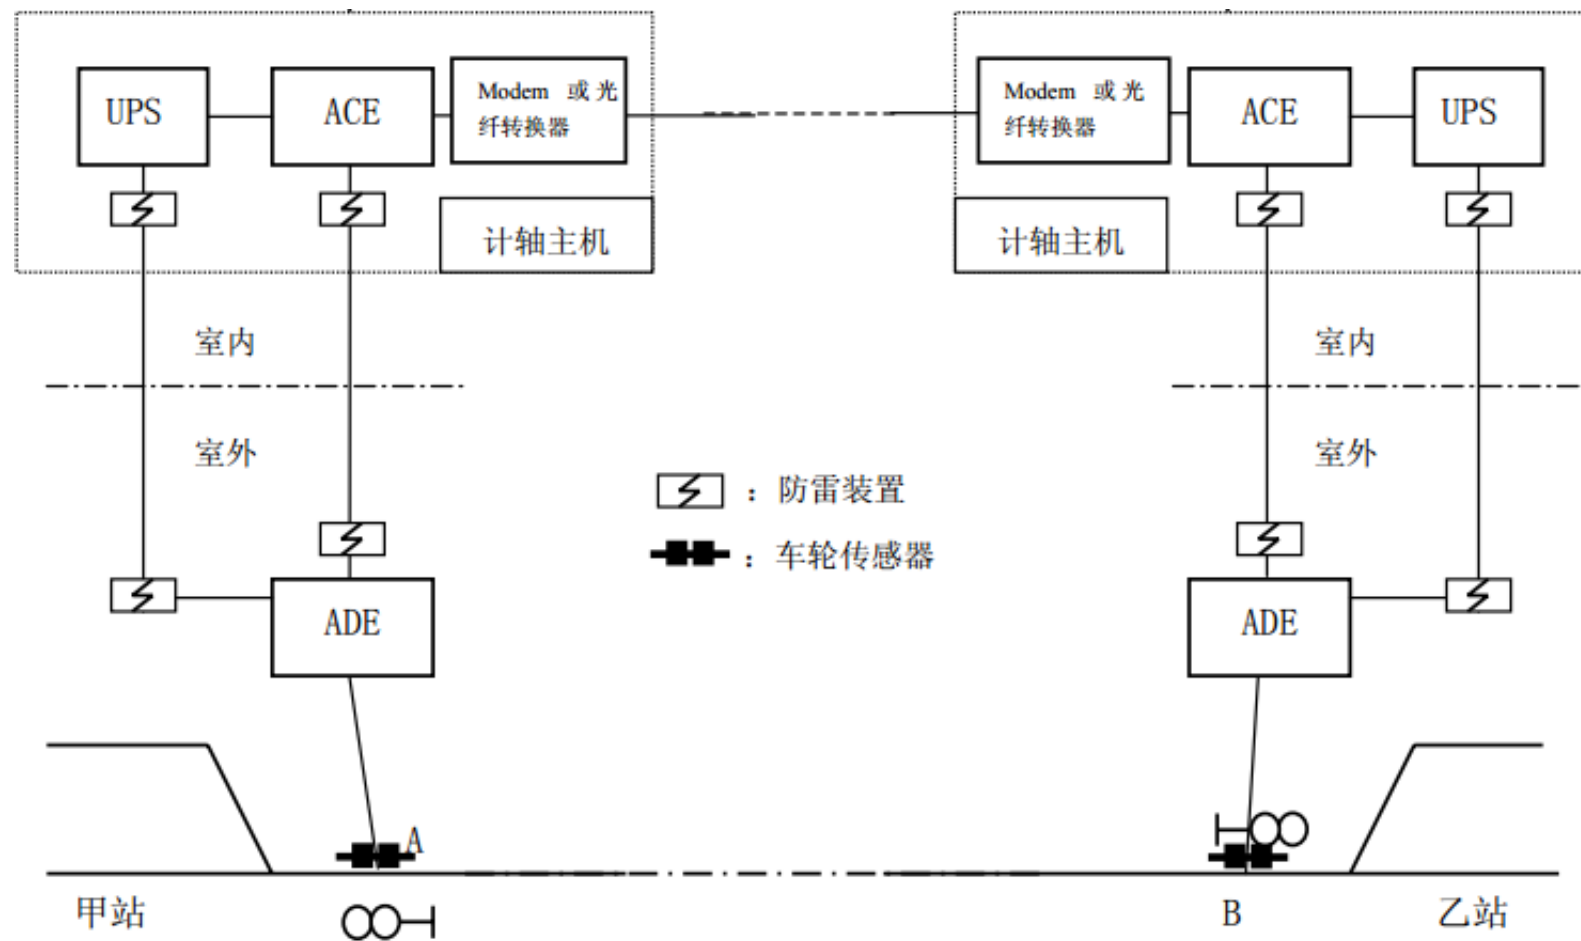 UPS
ACE
Modem 或光
纤转换器
Modem 或光
纤转换器
ACE
UPS
计轴主机
计轴主机
室内
室内
室外
室外
：防雷装置
：车轮传感器
ADE
ADE
A
甲站
B
乙站